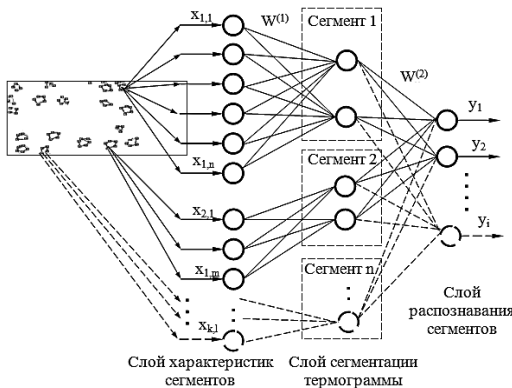 x1,1
W(1)
Сегмент 1
W(2)
y1
y2
x1,n
Сегмент 2
x2,1
yi
x1,m
Сегмент n
xk,l
Слой
распознавания
сегментов
Слой характеристик
сегментов
Слой сегментации
термограммы